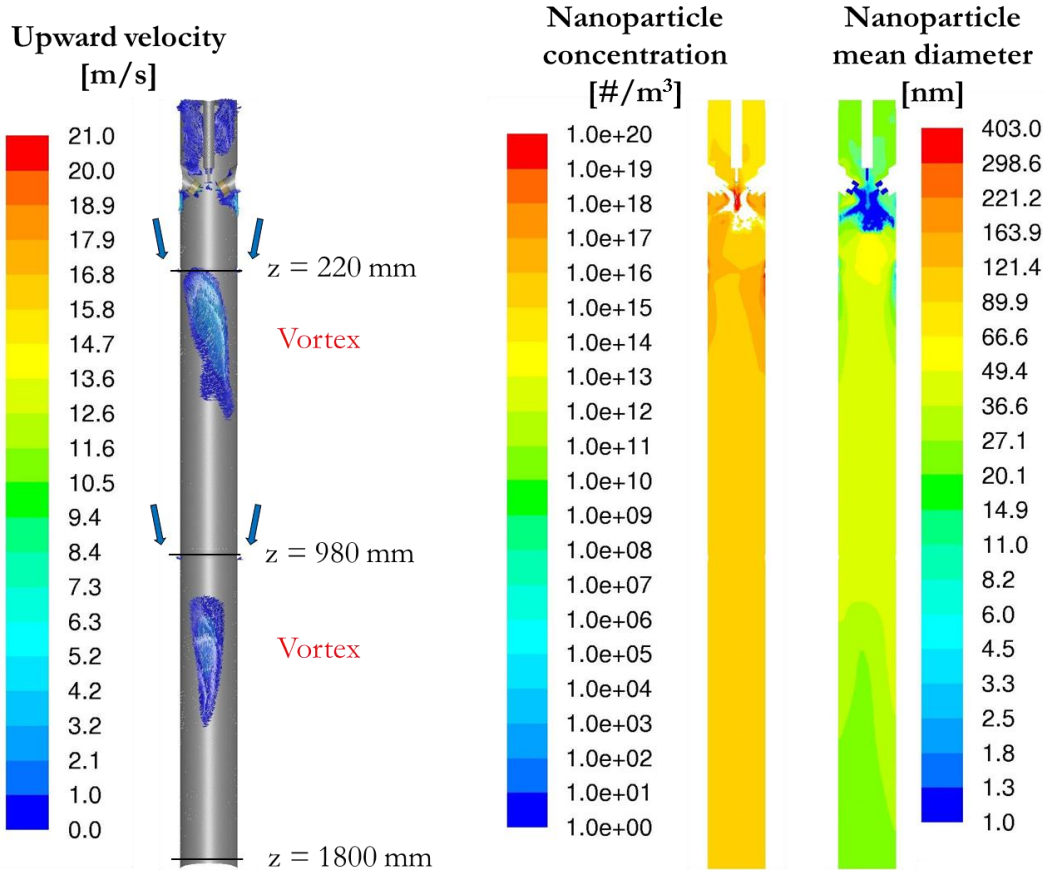 Upward velocity
[m/s]
21.0
20.0
18.9
17.9
16.8
15.8
14.7
13.6
12.6
11.6
10.5
9.4
8.4
7.3
6.3
5.2
4.2
3.2
2.1
1.0
0.0
z = 220 mm
Vortex
z = 980 mm
Vortex
z = 1800 mm
Nanoparticle
concentration
[#/m³]
1.0e+20
1.0e+19
1.0e+18
1.0e+17
1.0e+16
1.0e+15
1.0e+14
1.0e+13
1.0e+12
1.0e+11
1.0e+10
1.0e+09
1.0e+08
1.0e+07
1.0e+06
1.0e+05
1.0e+04
1.0e+03
1.0e+02
1.0e+01
1.0e+00
Nanoparticle
mean diameter
[nm]
403.0
298.6
221.2
163.9
121.4
89.9
66.6
49.4
36.6
27.1
20.1
14.9
11.0
8.2
6.0
4.5
3.3
2.5
1.8
1.3
1.0